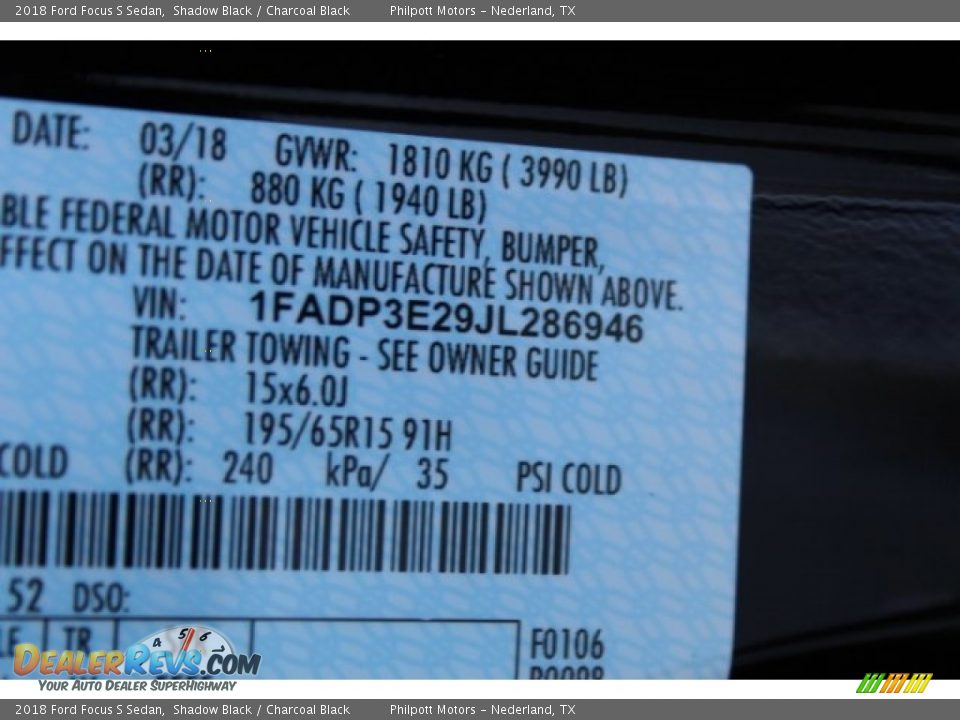 2018 Ford Focus S Sedan, Shadow Black / Charcoal Black Philpott Motors - Nederland, TX
DATE: 03/18 GVWR: 1810 KG ( 3990 LB)
(RR): 880 KG ( 1940 LB)
BLE FEDERAL MOTOR VEHICLE SAFETY, BUMPER,
FFECT ON THE DATE OF MANUFACTURE SHOWN ABOVE.
VIN: 1FADP3E29JL286946
TRAILER TOWING - SEE OWNER GUIDE
(RR): 15x6.0J
(RR): 195/65R15 91H
COLD (RR): 240 kPa/ 35 PSI COLD
52 DSO:
TR
F0106
4 5 6
DEALERREVS.COM
YOUR AUTO DEALER SUPERHIGHWAY
2018 Ford Focus S Sedan, Shadow Black / Charcoal Black Philpott Motors - Nederland, TX